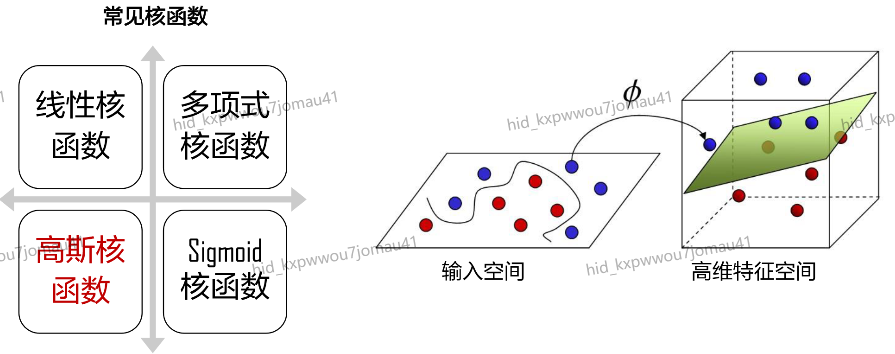 常见核函数
线性核
函数
多项式
核函数
高斯核
函数
Sigmoid
核函数
ϕ
输入空间
高维特征空间
hid_kxpwwou7jomau41
hid_kxpwwou7jomau41
hid_kxpwwou7jomau41
hid_kxpwwou7jomau41